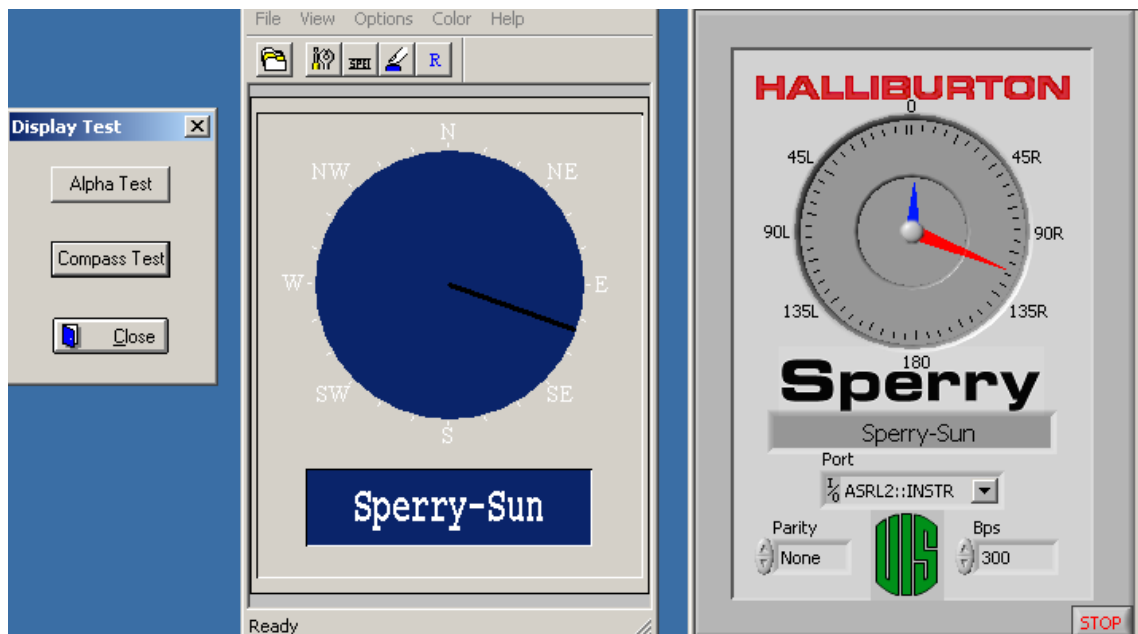 Display Test
Alpha Test
Compass Test
Close
File View Options Color Help
SPEI
R
N
NW NE
W E
SW SE
S
Sperry-Sun
Ready
HALLIBURTON
0
45L 45R
90L 90R
135L 135R
180
Sperry
Sperry-Sun
Port
I/O ASRL2::INSTR
Parity Bps
None 300
STOP